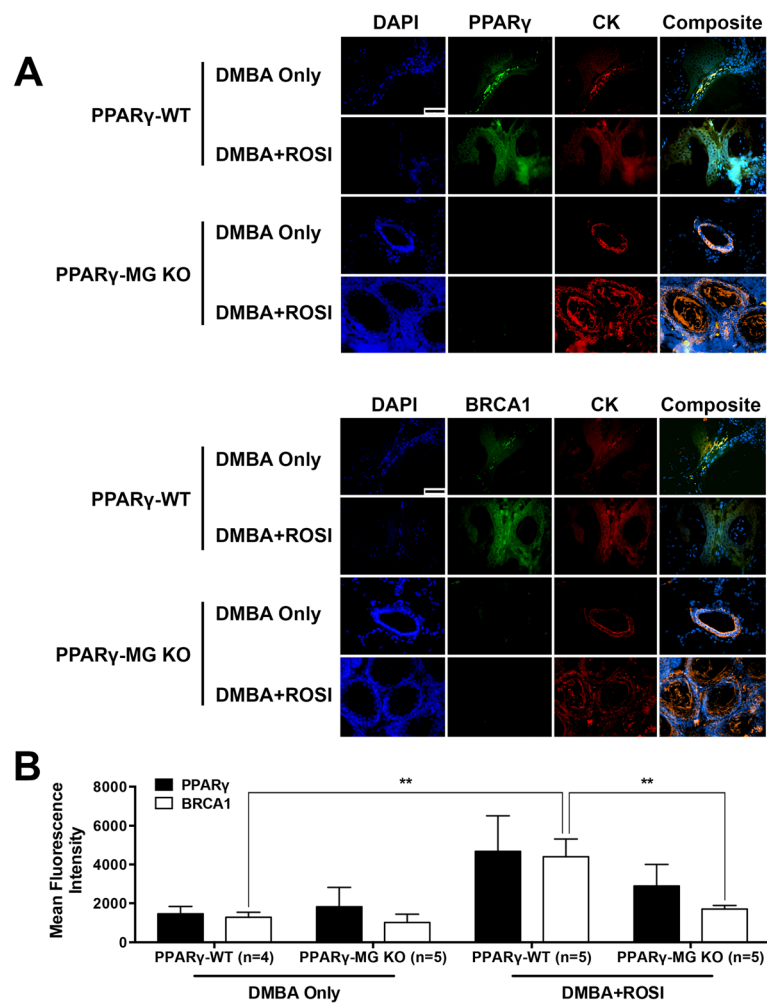 A
DAPI PPARγ CK Composite
PPARγ-WT
DMBA Only
DMBA+ROSI
PPARγ-MG KO
DMBA Only
DMBA+ROSI
DAPI BRCA1 CK Composite
PPARγ-WT
DMBA Only
DMBA+ROSI
PPARγ-MG KO
DMBA Only
DMBA+ROSI
B
Mean Fluorescence
Intensity
8000
6000
4000
2000
0
PPARγ
BRCA1
** **
PPARγ-WT (n=4) PPARγ-MG KO (n=5) PPARγ-WT (n=5) PPARγ-MG KO (n=5)
DMBA Only DMBA+ROSI